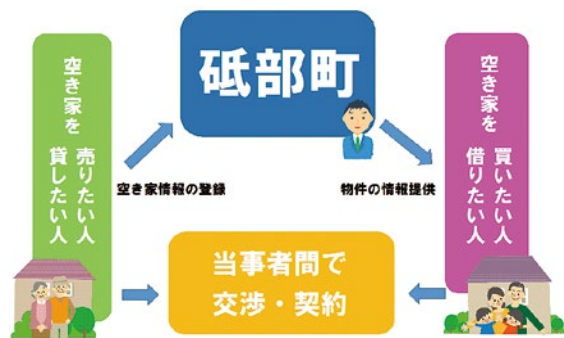 砥部町
空き家を
売りたい人
貸したい人
空き家情報の登録
物件の情報提供
空き家を
買いたい人
借りたい人
当事者間で
交渉・契約